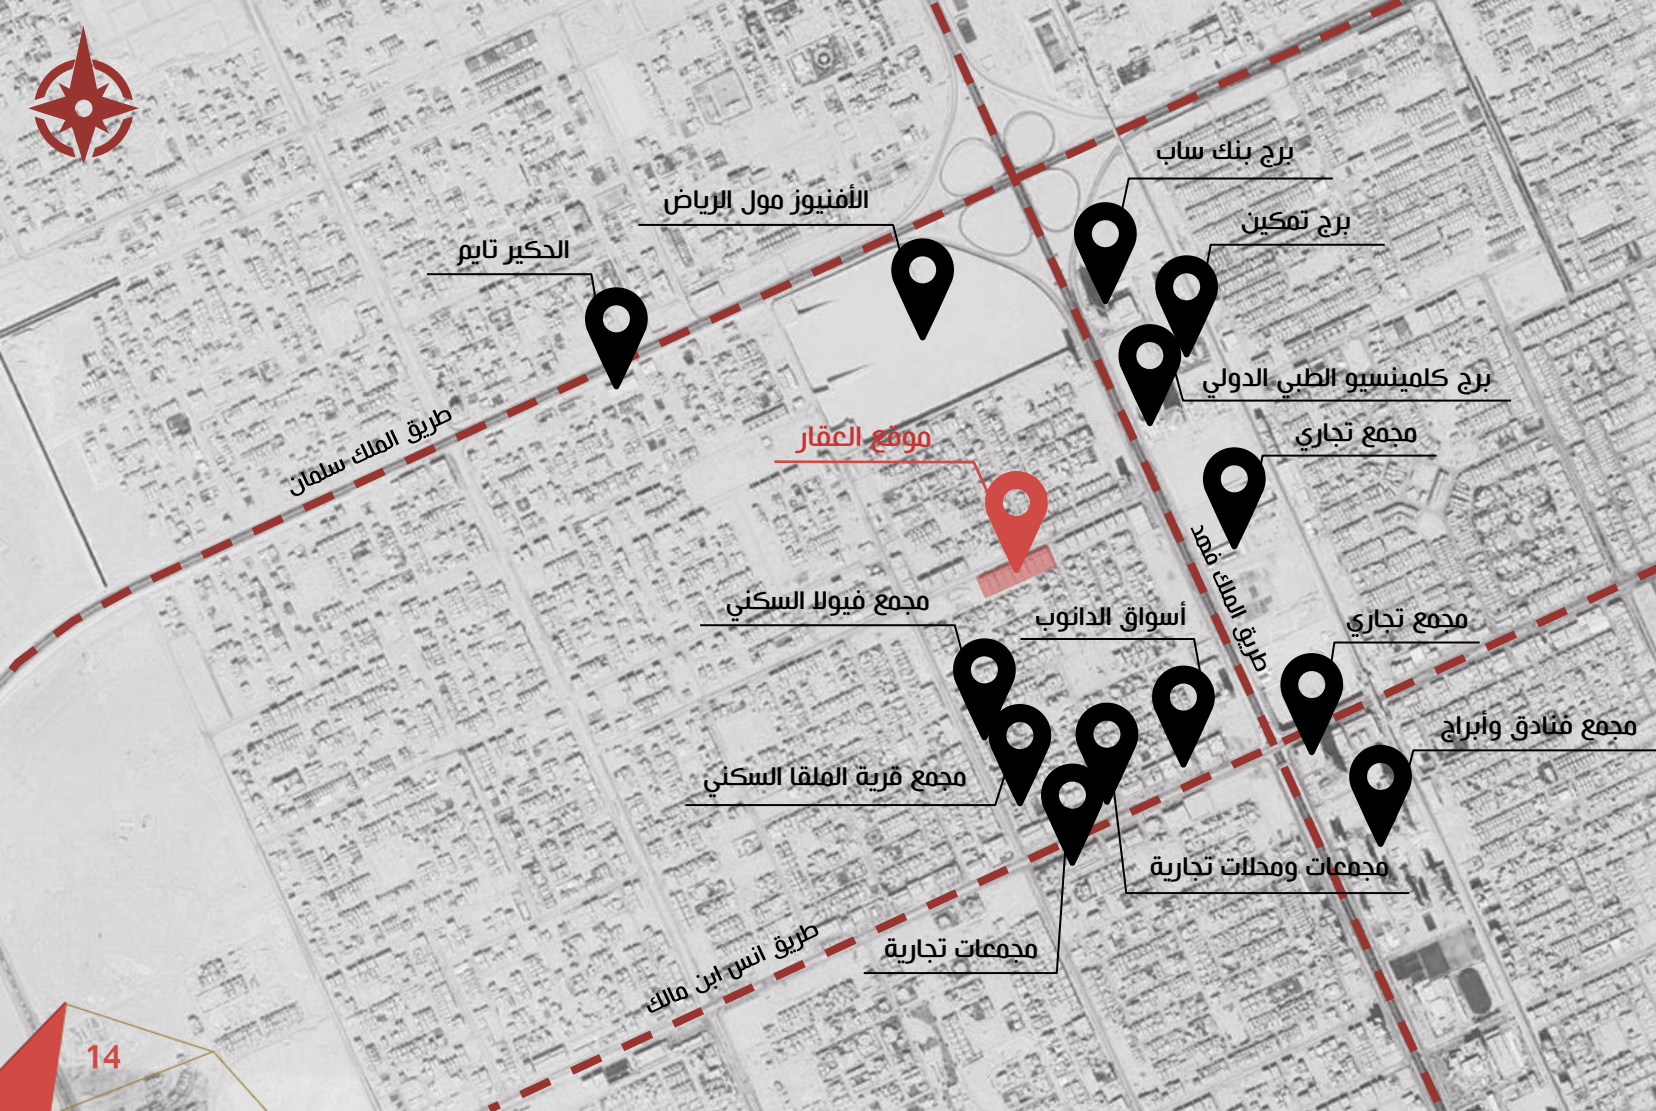 برج بنك ساب
الأفنيوز مول الرياض
برج تمكين
الحكير تايم
برج كلمينسيو الطبي الدولي
طريق الملك سلمان
موقع العقار
مجمع تجاري
طريق الملك فهد
مجمع فيولا السكني
أسواق الدانوب
مجمع تجاري
مجمع فنادق وأبراج
مجمع قرية الملقا السكني
مجمعات ومحلات تجارية
مجمعات تجارية
طريق انس ابن مالك
14